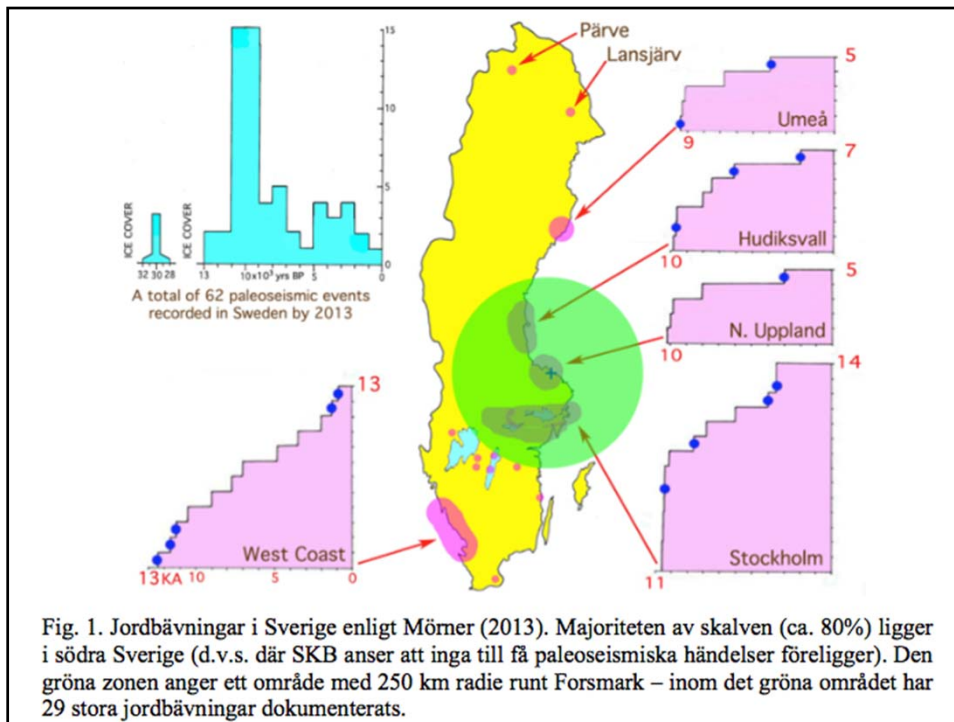 Pärve
Lansjärv
15
10
5
0
ICE COVER
ICE COVER
32 30 28
13
10x10³ yrs BP
5
0
A total of 62 paleoseismic events
recorded in Sweden by 2013
5
Umeå
9
7
Hudiksvall
10
5
N. Uppland
10
14
Stockholm
11
13
West Coast
13KA
10
5
0
Fig. 1. Jordbävningar i Sverige enligt Mörner (2013). Majoriteten av skalven (ca. 80%) ligger
i södra Sverige (d.v.s. där SKB anser att inga till få paleoseismiska händelser föreligger). Den
gröna zonen anger ett område med 250 km radie runt Forsmark – inom det gröna området har
29 stora jordbävningar dokumenterats.